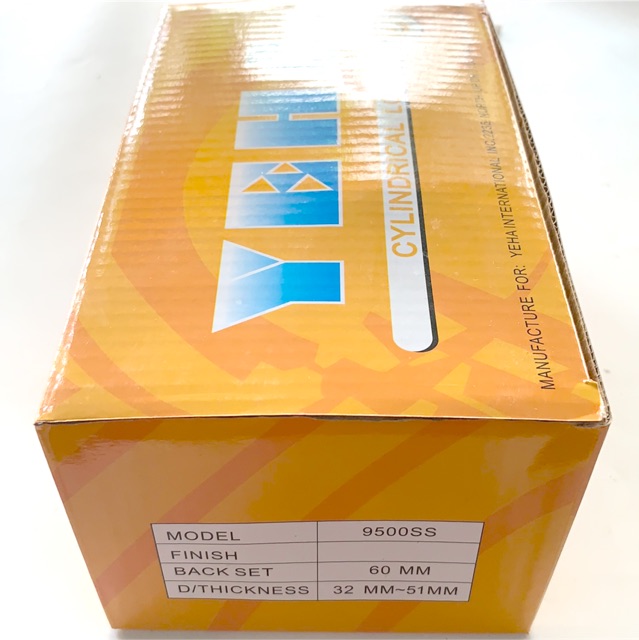 YEH
CYLINDRICAL
MANUFACTURE FOR: YEHA INTERNATIONAL INC.
MODEL 9500SS
FINISH
BACK SET 60 MM
D/THICKNESS 32 MM~51MM